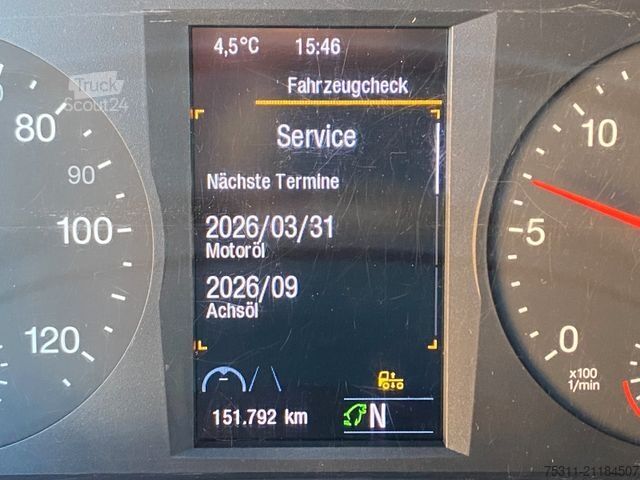 4,5°C 15:46
Fahrzeugcheck
Truck
Scout24
Service
Nächste Termine
2026/03/31
Motoröl
2026/09
Achsöl
151.792 km N
80
90
100
120
10
5
0
x100
1/min
75311-21184507